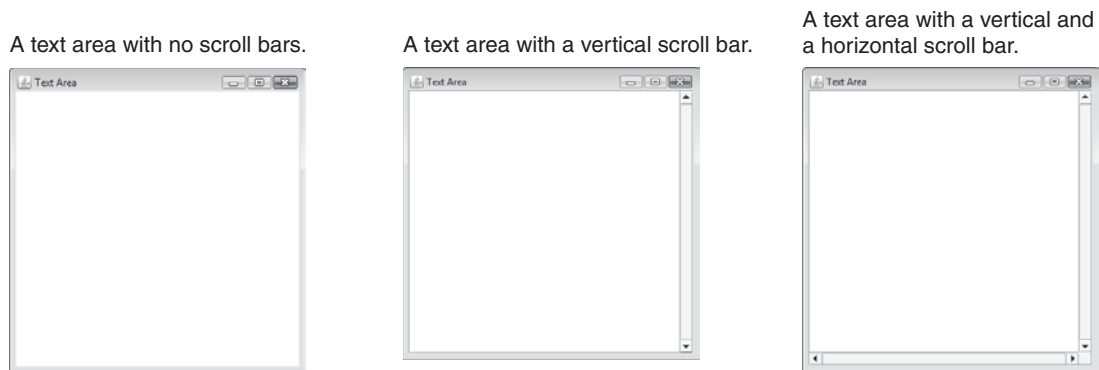 A text area with no scroll bars.
A text area with a vertical scroll bar.
A text area with a vertical and
a horizontal scroll bar.
Text Area
Text Area
Text Area